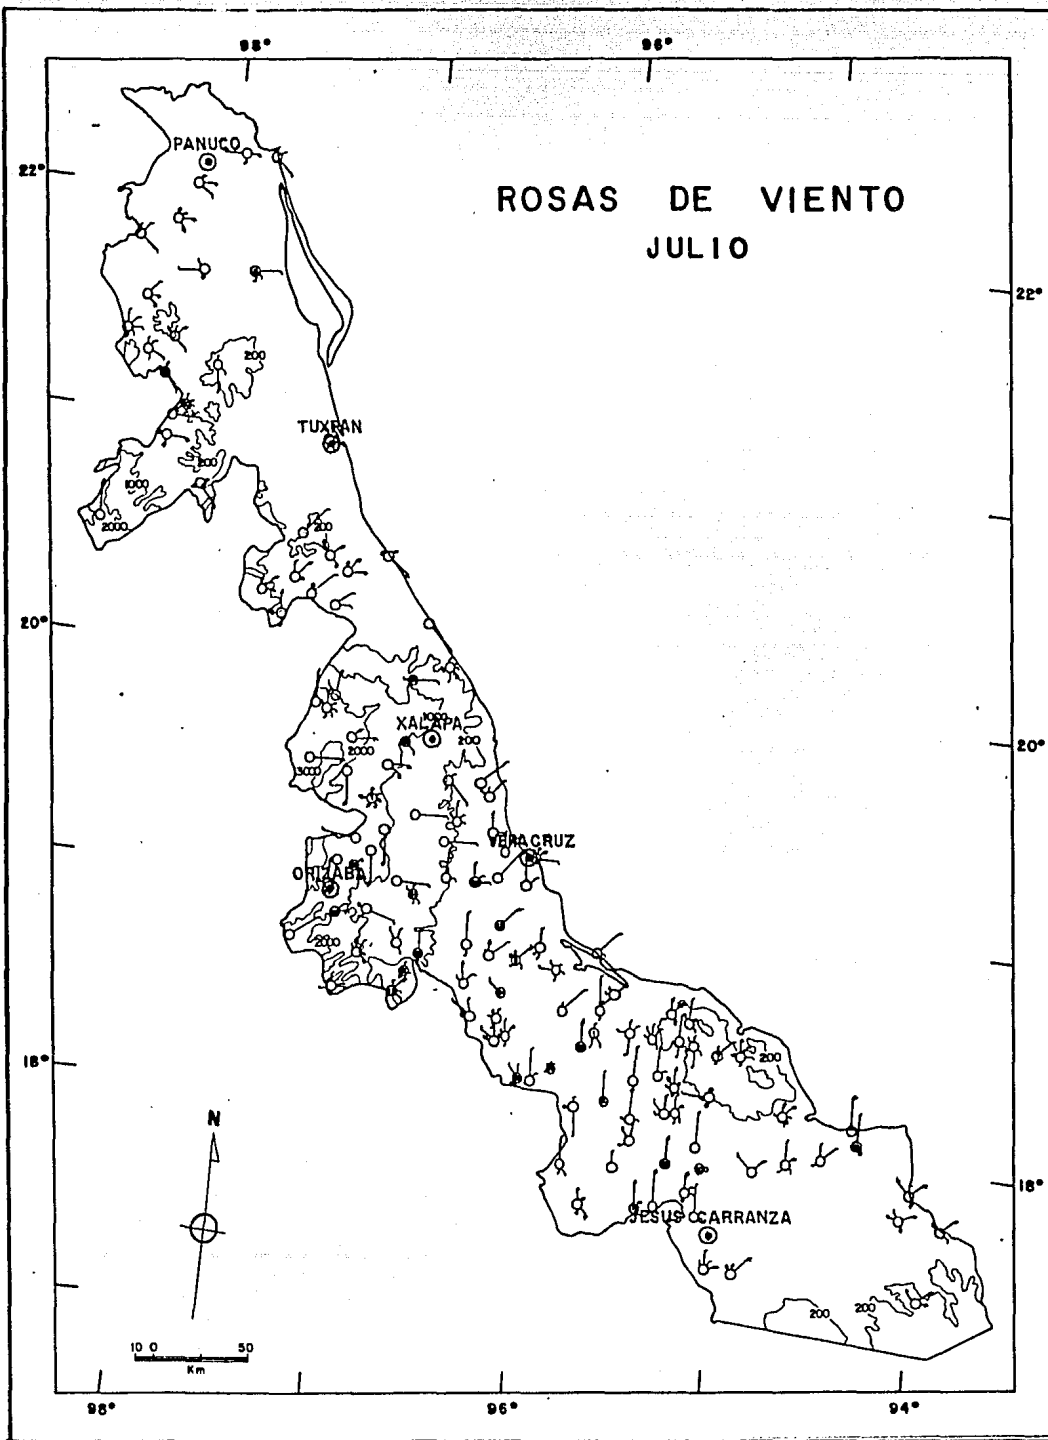 98° 96°
PANUCO
22°
ROSAS DE VIENTO
JULIO
22°
200
TUXPAN
200
1000
2000
200
20°
1000
XALAPA
200
20°
2000
3000
VERACRUZ
ORIZABA
2000
200
18°
N
18°
JESUS CARRANZA
200
200
10 0 50
Km
98° 96° 94°